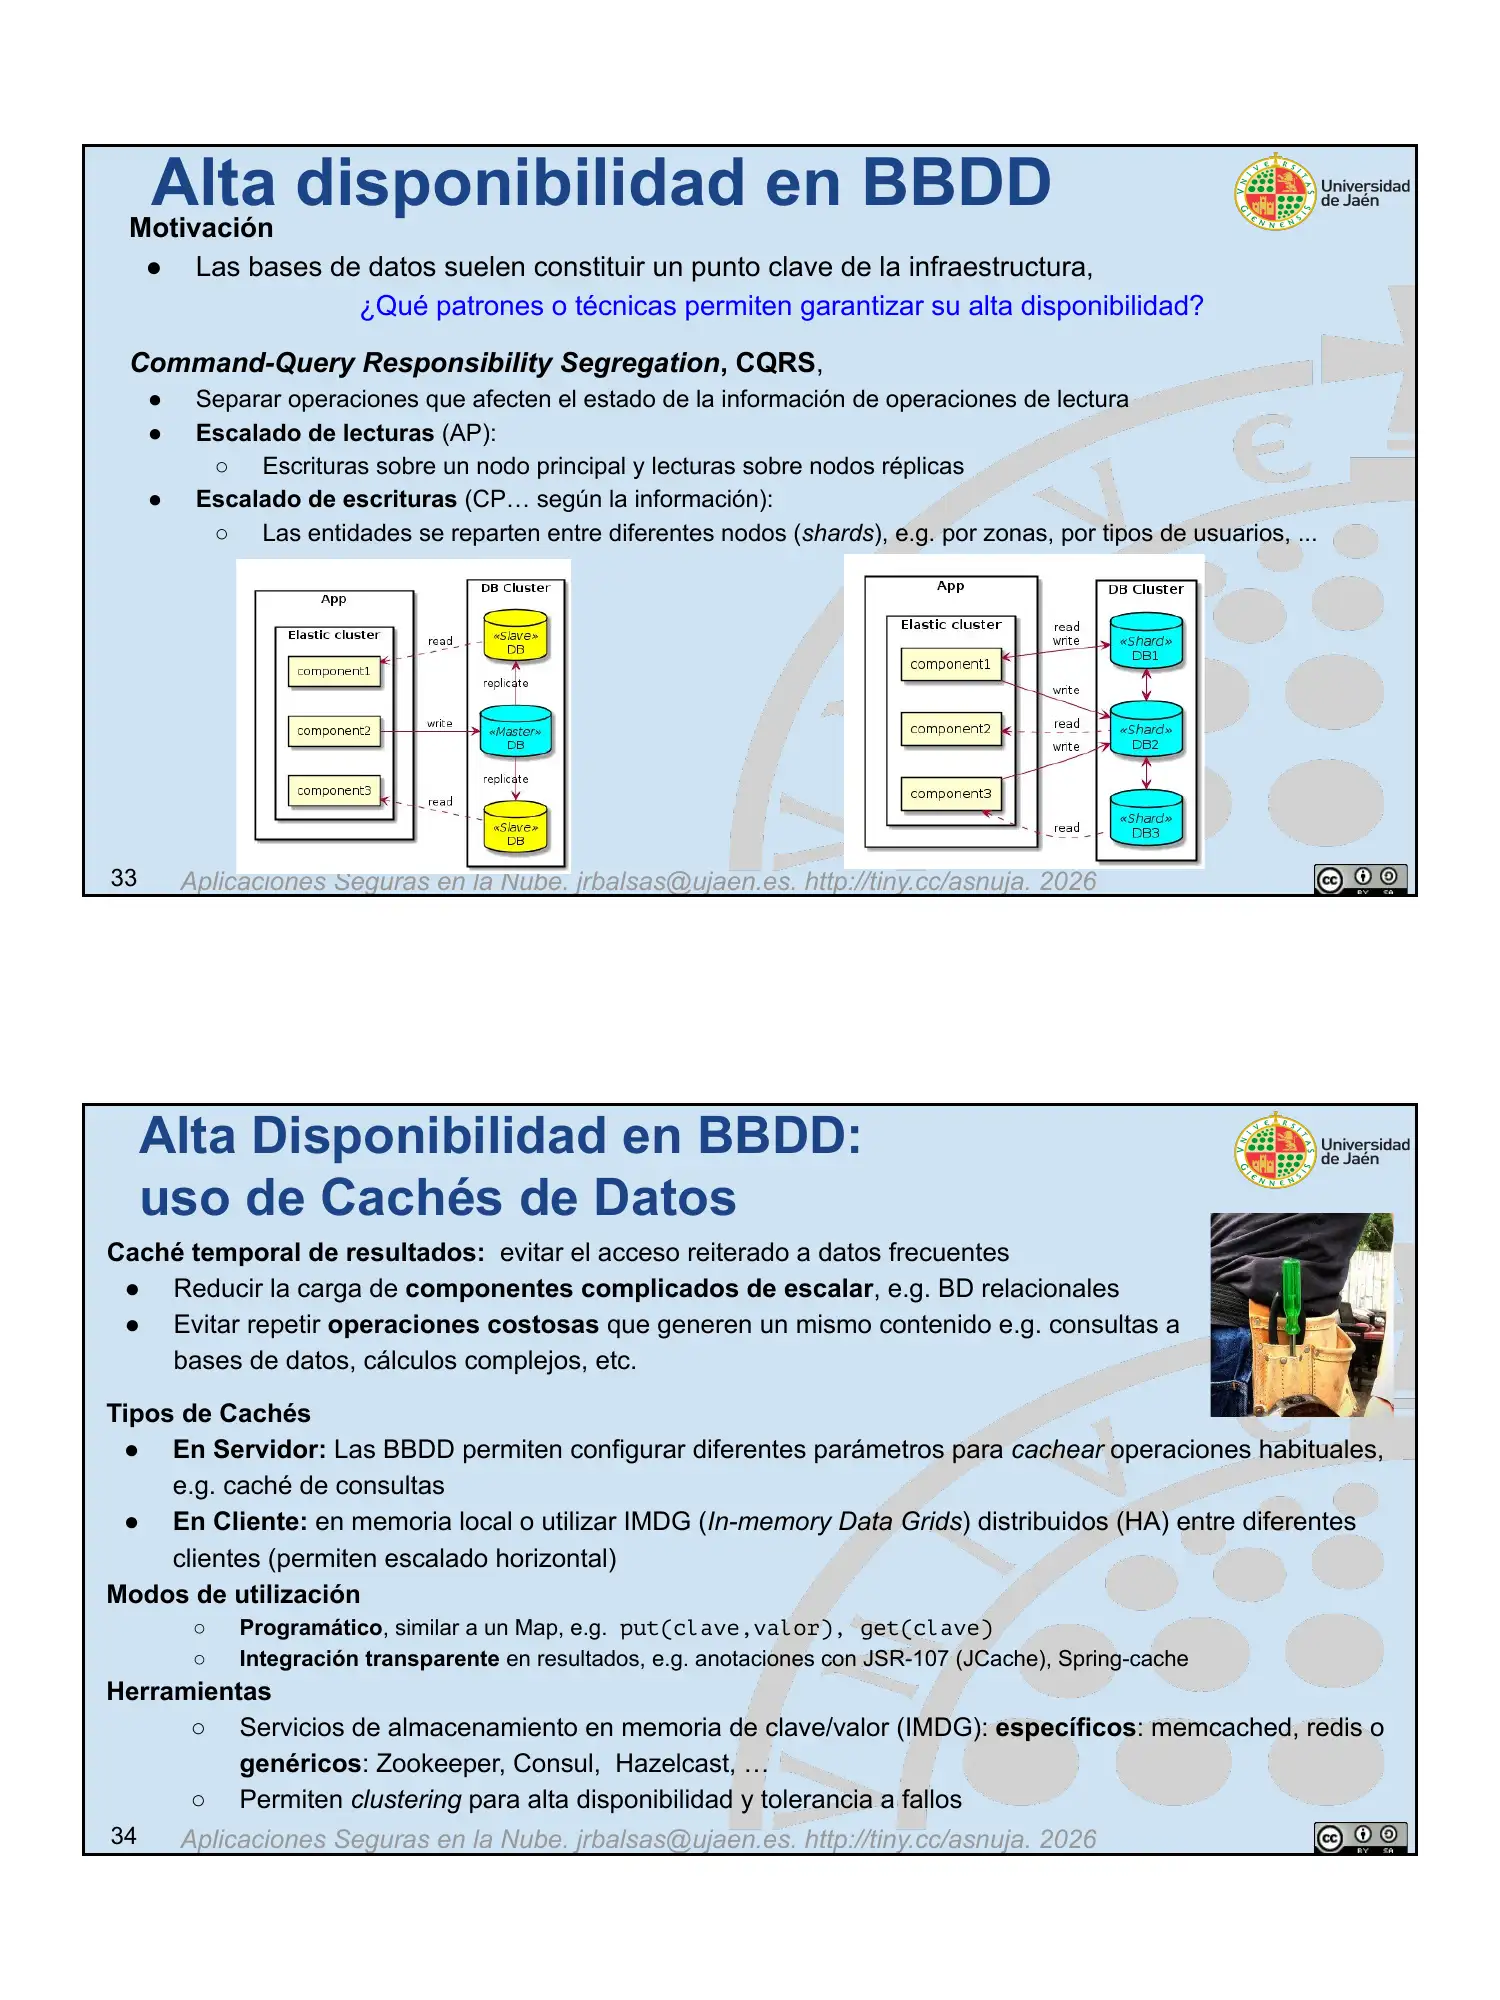 Alta disponibilidad en BBDD
Universidad
de Jaén
Motivación
● Las bases de datos suelen constituir un punto clave de la infraestructura,
¿Qué patrones o técnicas permiten garantizar su alta disponibilidad?
Command-Query Responsibility Segregation, CQRS,
● Separar operaciones que afecten el estado de la información de operaciones de lectura
● Escalado de lecturas (AP):
○ Escrituras sobre un nodo principal y lecturas sobre nodos réplicas
● Escalado de escrituras (CP… según la información):
○ Las entidades se reparten entre diferentes nodos (shards), e.g. por zonas, por tipos de usuarios, ...
App
Elastic cluster
component1
component2
component3
read
write
read
DB Cluster
«Slave»
DB
replicate
«Master»
DB
replicate
«Slave»
DB
App
Elastic cluster
component1
component2
component3
read
write
write
read
write
read
DB Cluster
«Shard»
DB1
«Shard»
DB2
«Shard»
DB3
33
Aplicaciones Seguras en la Nube. jrbalsas@ujaen.es. http://tiny.cc/asnuja. 2026
cc
BY SA
Alta Disponibilidad en BBDD:
uso de Cachés de Datos
Universidad
de Jaén
Caché temporal de resultados: evitar el acceso reiterado a datos frecuentes
● Reducir la carga de componentes complicados de escalar, e.g. BD relacionales
● Evitar repetir operaciones costosas que generen un mismo contenido e.g. consultas a
bases de datos, cálculos complejos, etc.
Tipos de Cachés
● En Servidor: Las BBDD permiten configurar diferentes parámetros para cachear operaciones habituales,
e.g. caché de consultas
● En Cliente: en memoria local o utilizar IMDG (In-memory Data Grids) distribuidos (HA) entre diferentes
clientes (permiten escalado horizontal)
Modos de utilización
○ Programático, similar a un Map, e.g. put(clave,valor), get(clave)
○ Integración transparente en resultados, e.g. anotaciones con JSR-107 (JCache), Spring-cache
Herramientas
○ Servicios de almacenamiento en memoria de clave/valor (IMDG): específicos: memcached, redis o
genéricos: Zookeeper, Consul, Hazelcast, …
○ Permiten clustering para alta disponibilidad y tolerancia a fallos
34
Aplicaciones Seguras en la Nube. jrbalsas@ujaen.es. http://tiny.cc/asnuja. 2026
cc
BY SA